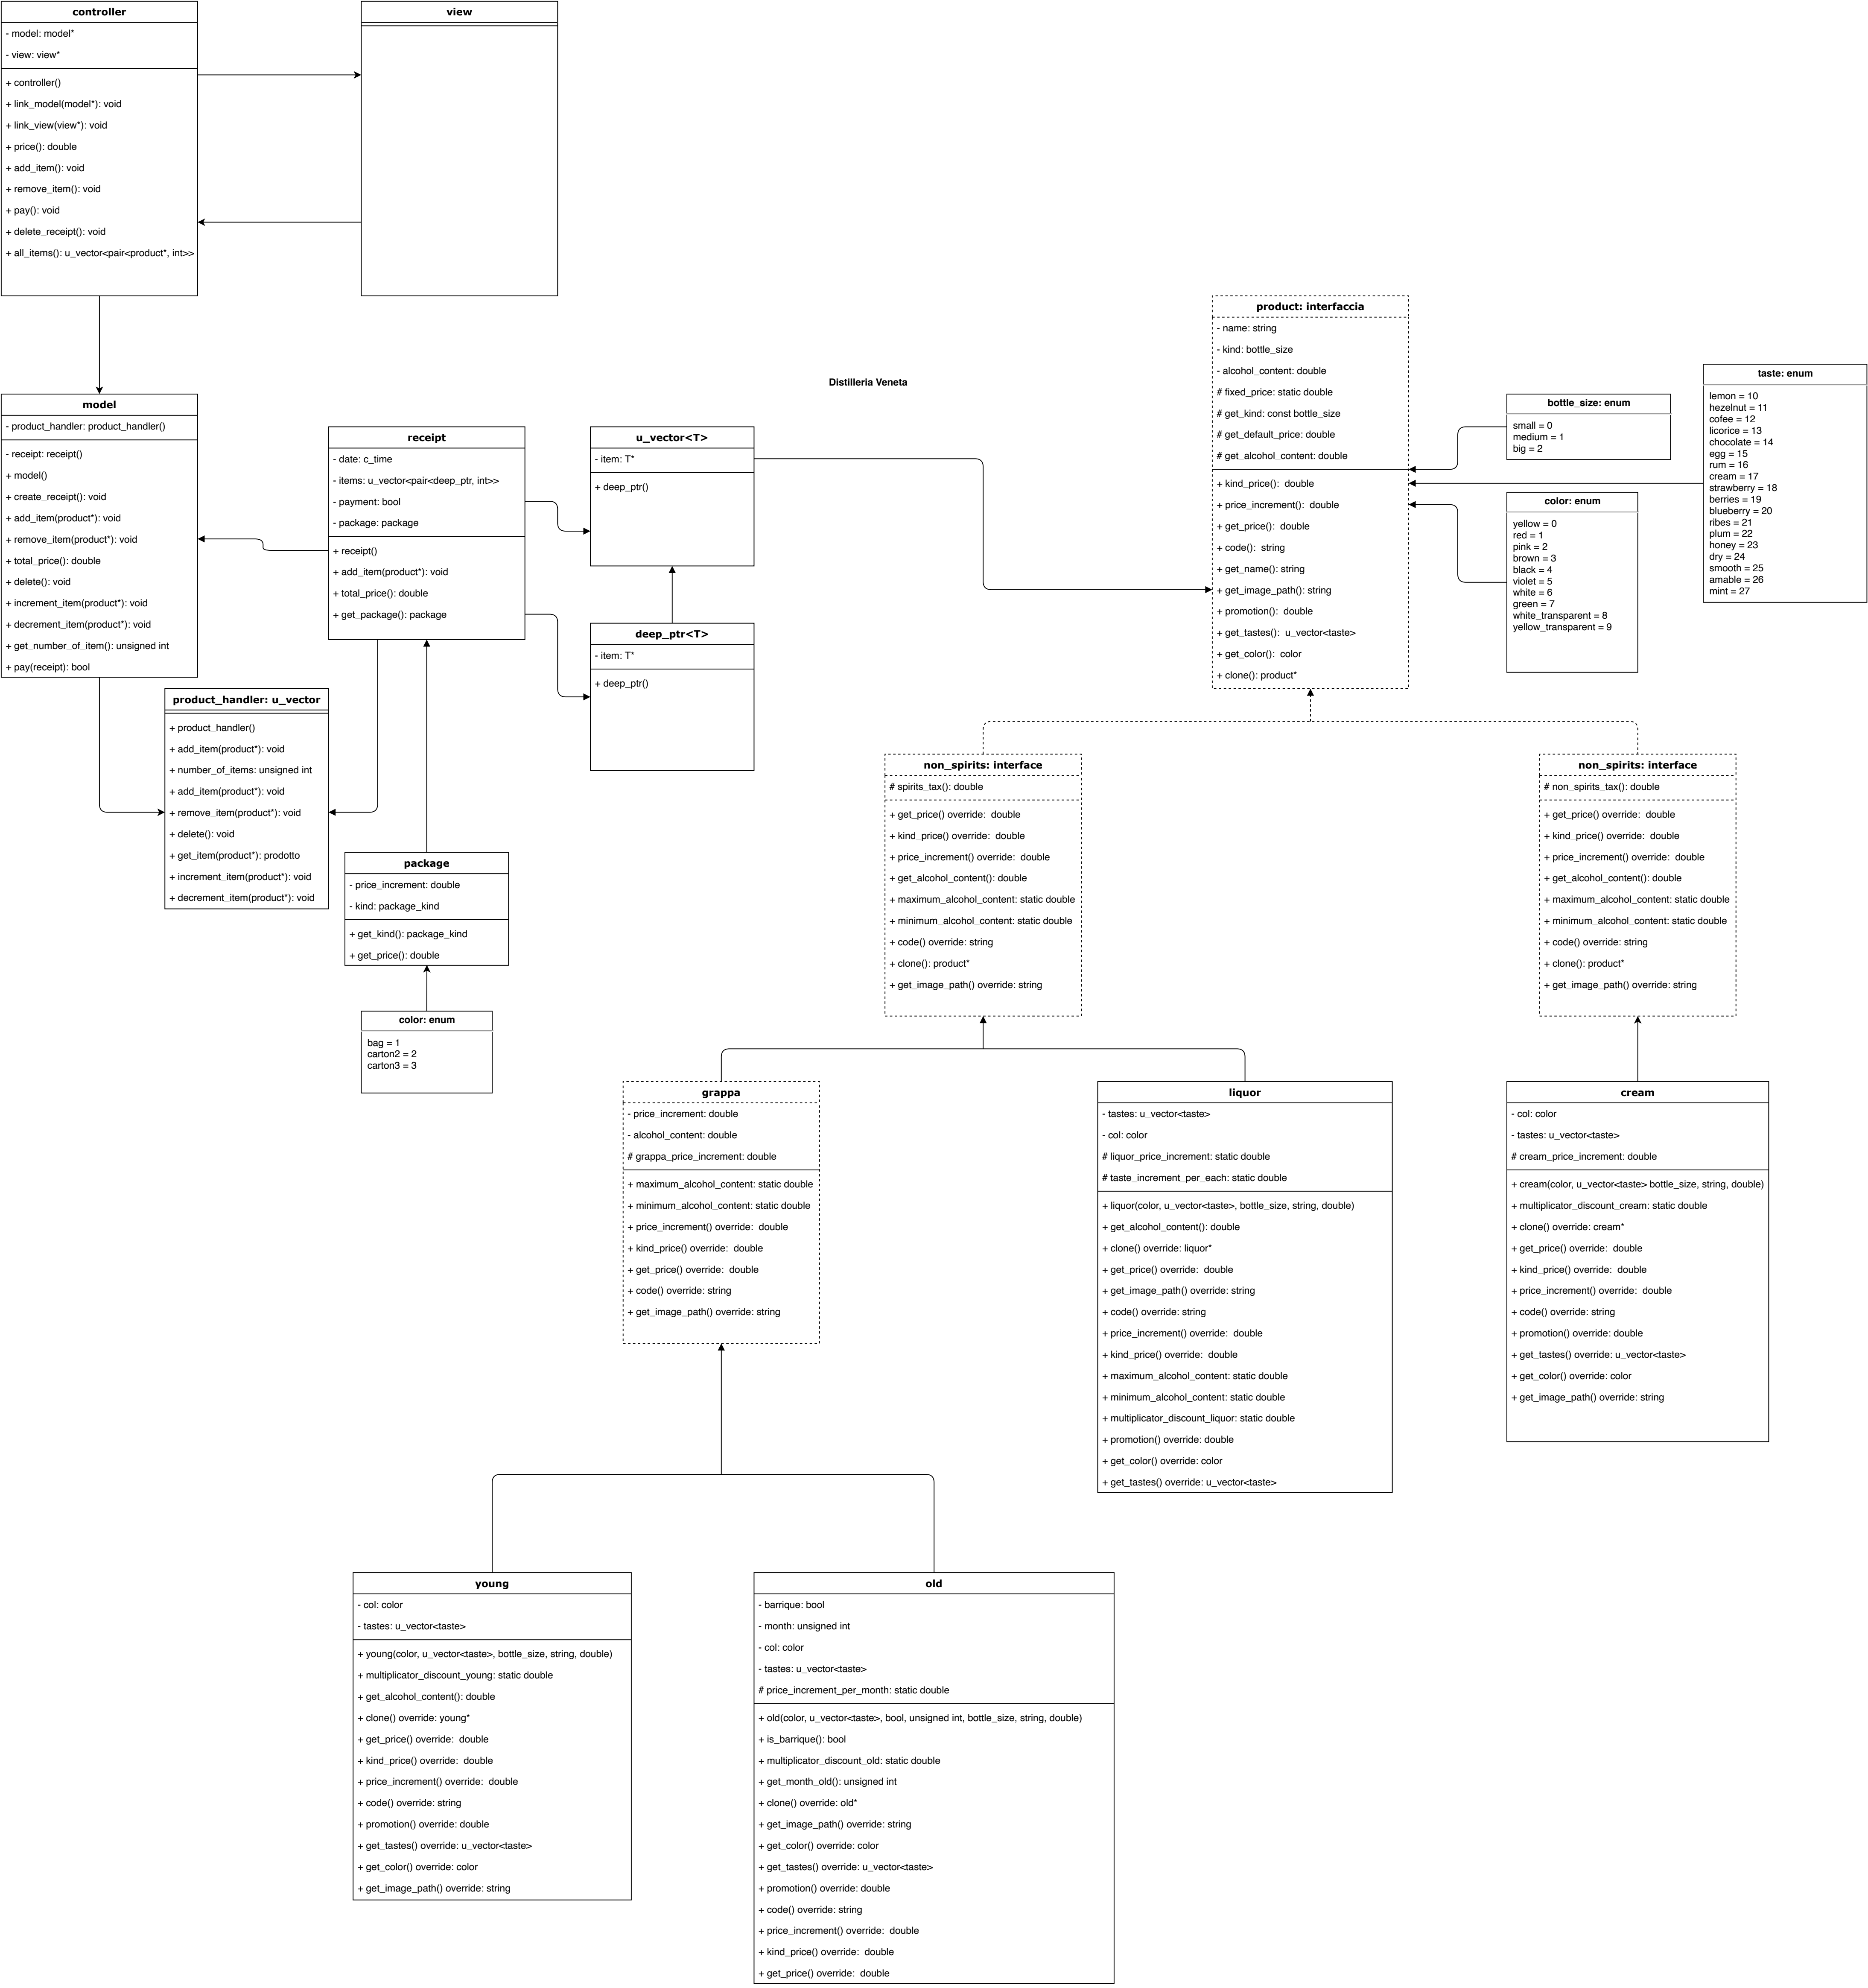 controller
- model: model*
- view: view*
+ controller()
+ link_model(model*): void
+ link_view(view*): void
+ price(): double
+ add_item(): void
+ remove_item(): void
+ pay(): void
+ delete_receipt(): void
+ all_items(): u_vector<pair<product*, int>>
view
Distilleria Veneta
model
- product_handler: product_handler()
- receipt: receipt()
+ model()
+ create_receipt(): void
+ add_item(product*): void
+ remove_item(product*): void
+ total_price(): double
+ delete(): void
+ increment_item(product*): void
+ decrement_item(product*): void
+ get_number_of_item(): unsigned int
+ pay(receipt): bool
receipt
- date: c_time
- items: u_vector<pair<deep_ptr, int>>
- payment: bool
- package: package
+ receipt()
+ add_item(product*): void
+ total_price(): double
+ get_package(): package
u_vector<T>
- item: T*
+ deep_ptr()
deep_ptr<T>
- item: T*
+ deep_ptr()
product_handler: u_vector
+ product_handler()
+ add_item(product*): void
+ number_of_items: unsigned int
+ add_item(product*): void
+ remove_item(product*): void
+ delete(): void
+ get_item(product*): prodotto
+ increment_item(product*): void
+ decrement_item(product*): void
package
- price_increment: double
- kind: package_kind
+ get_kind(): package_kind
+ get_price(): double
color: enum
bag = 1
carton2 = 2
carton3 = 3
product: interfaccia
- name: string
- kind: bottle_size
- alcohol_content: double
# fixed_price: static double
# get_kind: const bottle_size
# get_default_price: double
# get_alcohol_content: double
+ kind_price(): double
+ price_increment(): double
+ get_price(): double
+ code(): string
+ get_name(): string
+ get_image_path(): string
+ promotion(): double
+ get_tastes(): u_vector<taste>
+ get_color(): color
+ clone(): product*
bottle_size: enum
small = 0
medium = 1
big = 2
color: enum
yellow = 0
red = 1
pink = 2
brown = 3
black = 4
violet = 5
white = 6
green = 7
white_transparent = 8
yellow_transparent = 9
taste: enum
lemon = 10
hezelnut = 11
cofee = 12
licorice = 13
chocolate = 14
egg = 15
rum = 16
cream = 17
strawberry = 18
berries = 19
blueberry = 20
ribes = 21
plum = 22
honey = 23
dry = 24
smooth = 25
amable = 26
mint = 27
non_spirits: interface
# spirits_tax(): double
+ get_price() override: double
+ kind_price() override: double
+ price_increment() override: double
+ get_alcohol_content(): double
+ maximum_alcohol_content: static double
+ minimum_alcohol_content: static double
+ code() override: string
+ clone(): product*
+ get_image_path() override: string
non_spirits: interface
# non_spirits_tax(): double
+ get_price() override: double
+ kind_price() override: double
+ price_increment() override: double
+ get_alcohol_content(): double
+ maximum_alcohol_content: static double
+ minimum_alcohol_content: static double
+ code() override: string
+ clone(): product*
+ get_image_path() override: string
grappa
- price_increment: double
- alcohol_content: double
# grappa_price_increment: double
+ maximum_alcohol_content: static double
+ minimum_alcohol_content: static double
+ price_increment() override: double
+ kind_price() override: double
+ get_price() override: double
+ code() override: string
+ get_image_path() override: string
liquor
- tastes: u_vector<taste>
- col: color
# liquor_price_increment: static double
# taste_increment_per_each: static double
+ liquor(color, u_vector<taste>, bottle_size, string, double)
+ get_alcohol_content(): double
+ clone() override: liquor*
+ get_price() override: double
+ get_image_path() override: string
+ code() override: string
+ price_increment() override: double
+ kind_price() override: double
+ maximum_alcohol_content: static double
+ minimum_alcohol_content: static double
+ multiplicator_discount_liquor: static double
+ promotion() override: double
+ get_color() override: color
+ get_tastes() override: u_vector<taste>
cream
- col: color
- tastes: u_vector<taste>
# cream_price_increment: double
+ cream(color, u_vector<taste> bottle_size, string, double)
+ multiplicator_discount_cream: static double
+ clone() override: cream*
+ get_price() override: double
+ kind_price() override: double
+ price_increment() override: double
+ code() override: string
+ promotion() override: double
+ get_tastes() override: u_vector<taste>
+ get_color() override: color
+ get_image_path() override: string
young
- col: color
- tastes: u_vector<taste>
+ young(color, u_vector<taste>, bottle_size, string, double)
+ multiplicator_discount_young: static double
+ get_alcohol_content(): double
+ clone() override: young*
+ get_price() override: double
+ kind_price() override: double
+ price_increment() override: double
+ code() override: string
+ promotion() override: double
+ get_tastes() override: u_vector<taste>
+ get_color() override: color
+ get_image_path() override: string
old
- barrique: bool
- month: unsigned int
- col: color
- tastes: u_vector<taste>
# price_increment_per_month: static double
+ old(color, u_vector<taste>, bool, unsigned int, bottle_size, string, double)
+ is_barrique(): bool
+ multiplicator_discount_old: static double
+ get_month_old(): unsigned int
+ clone() override: old*
+ get_image_path() override: string
+ get_color() override: color
+ get_tastes() override: u_vector<taste>
+ promotion() override: double
+ code() override: string
+ price_increment() override: double
+ kind_price() override: double
+ get_price() override: double